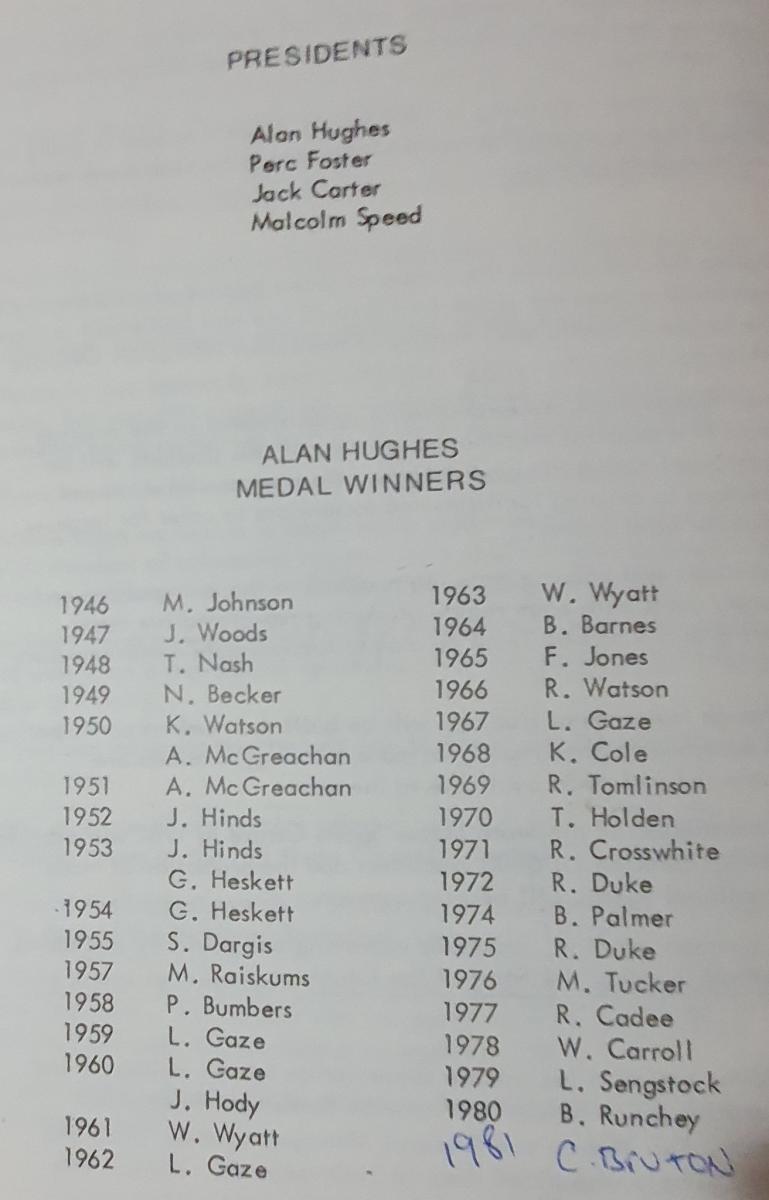 PRESIDENTS
Alan Hughes
Perc Foster
Jack Carter
Malcolm Speed
ALAN HUGHES
MEDAL WINNERS
1946 M. Johnson
1947 J. Woods
1948 T. Nash
1949 N. Becker
1950 K. Watson
A. McGreachan
1951 A. McGreachan
1952 J. Hinds
1953 J. Hinds
G. Heskett
1954 G. Heskett
1955 S. Dargis
1957 M. Raiskums
1958 P. Bumbers
1959 L. Gaze
1960 L. Gaze
J. Hody
1961 W. Wyatt
1962 L. Gaze
1963 W. Wyatt
1964 B. Barnes
1965 F. Jones
1966 R. Watson
1967 L. Gaze
1968 K. Cole
1969 R. Tomlinson
1970 T. Holden
1971 R. Crosswhite
1972 R. Duke
1974 B. Palmer
1975 R. Duke
1976 M. Tucker
1977 R. Cadee
1978 W. Carroll
1979 L. Sengstock
1980 B. Runchey
1981 C. BRUTON